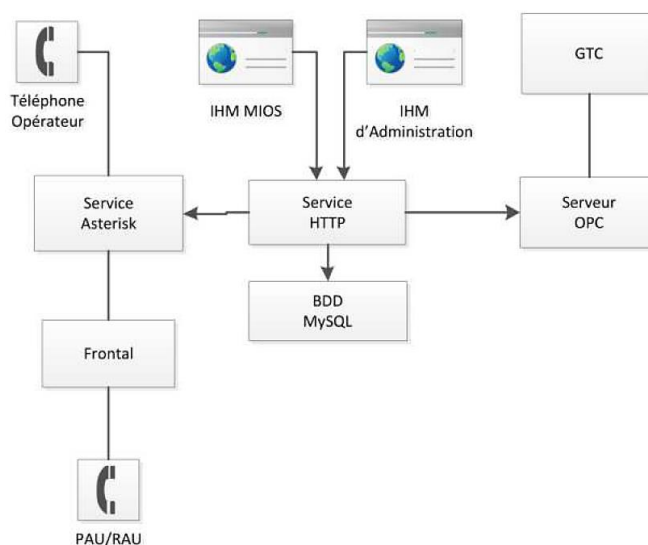 GTC
Téléphone
Opérateur
IHM MIOS
IHM
d'Administration
Service
Asterisk
Service
HTTP
Serveur
OPC
BDD
MySQL
Frontal
PAU/RAU